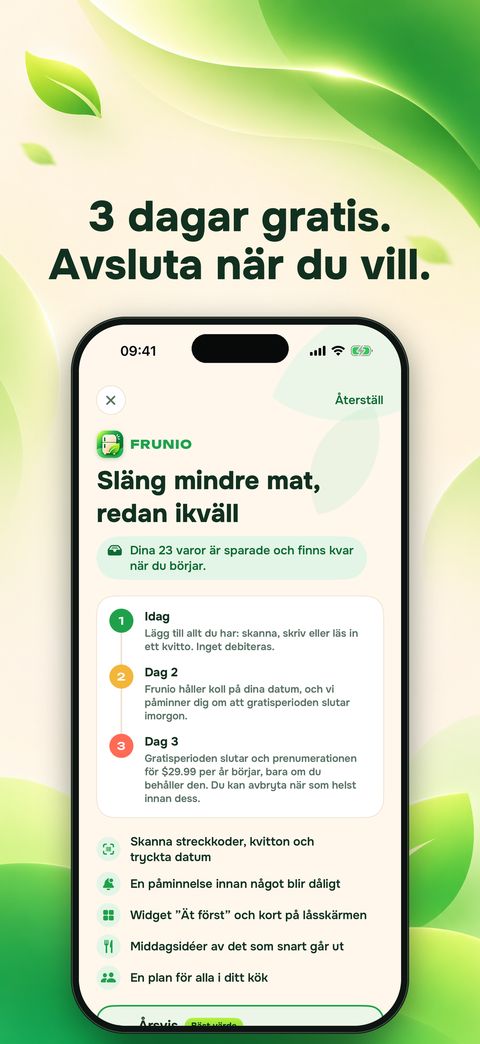 3 dagar gratis.
Avsluta när du vill.
09:41
Återställ
FRUNIO
Släng mindre mat,
redan ikväll
Dina 23 varor är sparade och finns kvar
när du börjar.
1
Idag
Lägg till allt du har: skanna, skriv eller läs in
ett kvitto. Inget debiteras.
2
Dag 2
Frunio håller koll på dina datum, och vi
påminner dig om att gratisperioden slutar
imorgon.
3
Dag 3
Gratisperioden slutar och prenumerationen
för $29.99 per år börjar, bara om du
behåller den. Du kan avbryta när som helst
innan dess.
Skanna streckkoder, kvitton och
tryckta datum
En påminnelse innan något blir dåligt
Widget ”Ät först” och kort på låsskärmen
Middagsidéer av det som snart går ut
En plan för alla i ditt kök
Årsvis Bäst värde